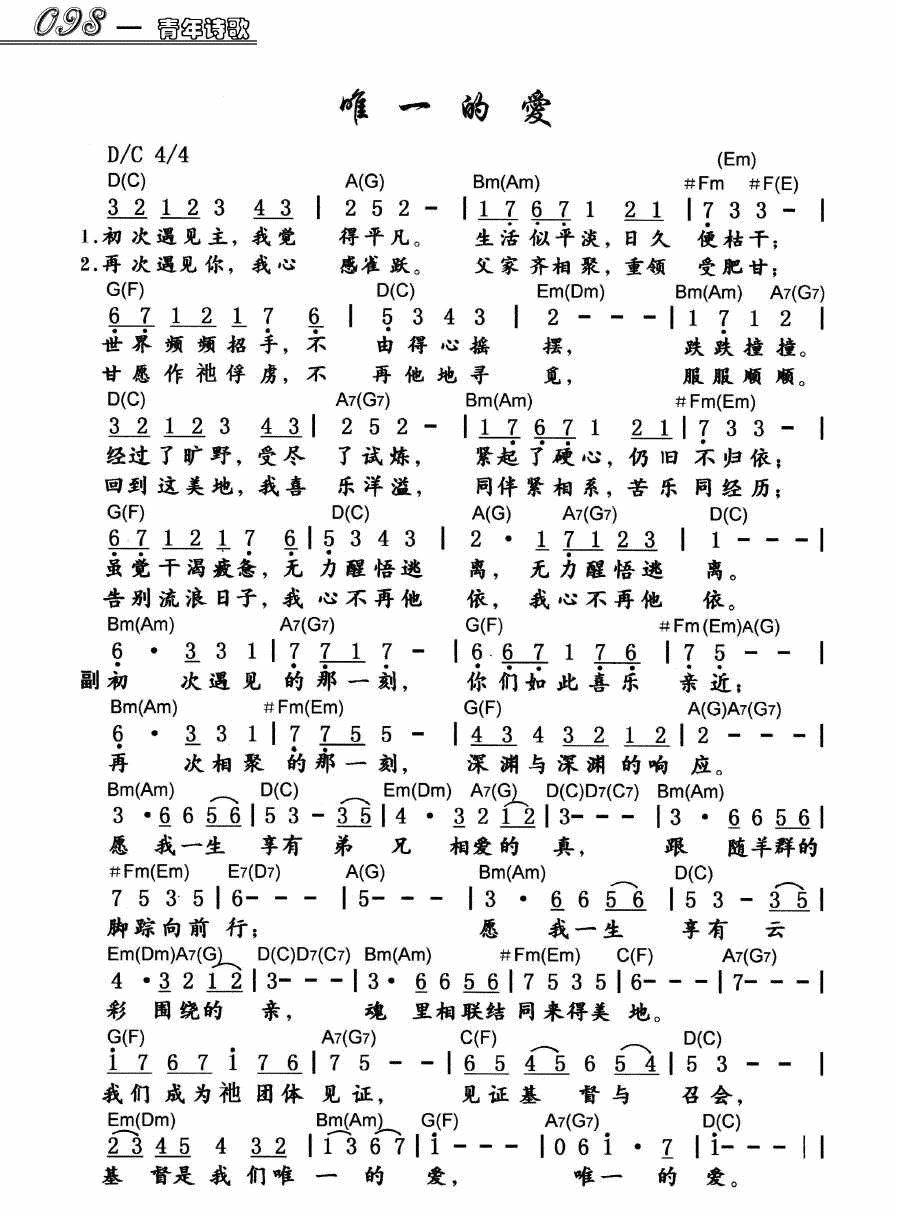 098 — 青年诗歌
唯一的愛
D/C 4/4
(Em)
D(C) A(G) Bm(Am) #Fm #F(E)
3 2 1 2 3 4 3 | 2 5 2 - | 1 7 6 7 1 2 1 | 7 3 3 - |
1.初次遇见主，我觉 得平凡。 生活似平淡，日久 便枯干；
2.再次遇见你，我心 感雀跃。 父家齐相聚，重领 受肥甘；
G(F) D(C) Em(Dm) Bm(Am) A7(G7)
6 7 1 2 1 7 6 | 5 3 4 3 | 2 - - - | 1 7 1 2 |
世界频频招手，不 由得心摇 摆， 跌跌撞撞。
甘愿作祂俘虏，不 再他地寻 觅， 服服顺顺。
D(C) A7(G7) Bm(Am) #Fm(Em)
3 2 1 2 3 4 3 | 2 5 2 - | 1 7 6 7 1 2 1 | 7 3 3 - |
经过了旷野，受尽 了试炼， 紧起了硬心，仍旧 不归依；
回到这美地，我喜 乐洋溢， 同伴紧相系，苦乐 同经历；
G(F) D(C) A(G) A7(G7) D(C)
6 7 1 2 1 7 6 | 5 3 4 3 | 2 · 1 7 1 2 3 | 1 - - - |
虽觉干渴疲惫，无 力醒悟逃 离， 无力醒悟逃 离。
告别流浪日子，我 心不再他 依， 我心不再他 依。
Bm(Am) A7(G7) G(F) #Fm(Em)A(G)
6 · 3 3 1 | 7 7 1 7 - | 6 · 6 7 1 7 6 | 7 5 - - |
副初 次遇见 的那一刻， 你们如此喜乐 亲近；
Bm(Am) #Fm(Em) G(F) A(G)A7(G7)
6 · 3 3 1 | 7 7 5 5 - | 4 3 4 3 2 1 2 | 2 - - - |
再 次相聚 的那一刻， 深渊与深渊的响 应。
Bm(Am) D(C) Em(Dm) A7(G) D(C)D7(C7) Bm(Am)
3 · 6 6 5 6 | 5 3 - 3 5 | 4 · 3 2 1 2 | 3 - - - | 3 · 6 6 5 6 |
愿 我一生 享有 弟 兄 相爱的 真， 跟 随羊群的
#Fm(Em) E7(D7) A(G) Bm(Am) D(C)
7 5 3 5 | 6 - - - | 5 - - - | 3 · 6 6 5 6 | 5 3 - 3 5 |
脚踪向前 行； 愿 我一生 享有 云
Em(Dm)A7(G) D(C)D7(C7) Bm(Am) #Fm(Em) C(F) A7(G7)
4 · 3 2 1 2 | 3 - - - | 3 · 6 6 5 6 | 7 5 3 5 | 6 - - - | 7 - - - |
彩 围绕的 亲， 魂 里相联结 同来得美 地。
G(F) A7(G7) C(F) D(C)
1 7 6 7 1 7 6 | 7 5 - - | 6 5 4 5 6 5 4 | 5 3 - - |
我们 成为祂 团体 见证， 见证基 督与 召会，
Em(Dm) Bm(Am) G(F) A7(G7) D(C)
2 3 4 5 4 3 2 | 1 3 6 7 | 1 - - - | 0 6 1 · 7 | 1 - - - | |
基 督是我 们唯 一 的 爱， 唯一 的 爱。